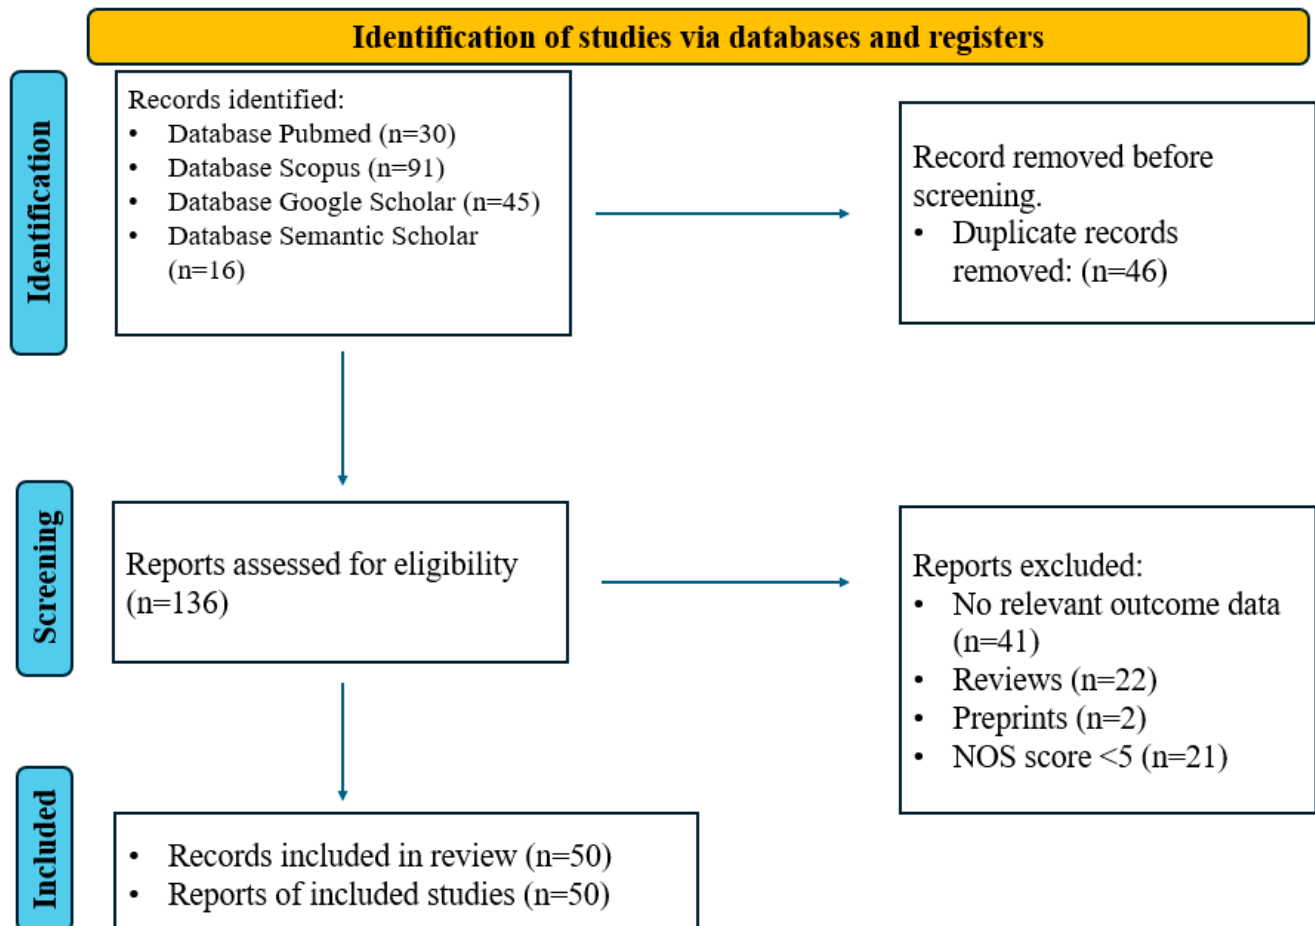 Identification of studies via databases and registers
Identification
Records identified:
• Database Pubmed (n=30)
• Database Scopus (n=91)
• Database Google Scholar (n=45)
• Database Semantic Scholar
(n=16)
Record removed before
screening.
• Duplicate records
removed: (n=46)
Screening
Reports assessed for eligibility
(n=136)
Reports excluded:
• No relevant outcome data
(n=41)
• Reviews (n=22)
• Preprints (n=2)
• NOS score <5 (n=21)
Included
• Records included in review (n=50)
• Reports of included studies (n=50)